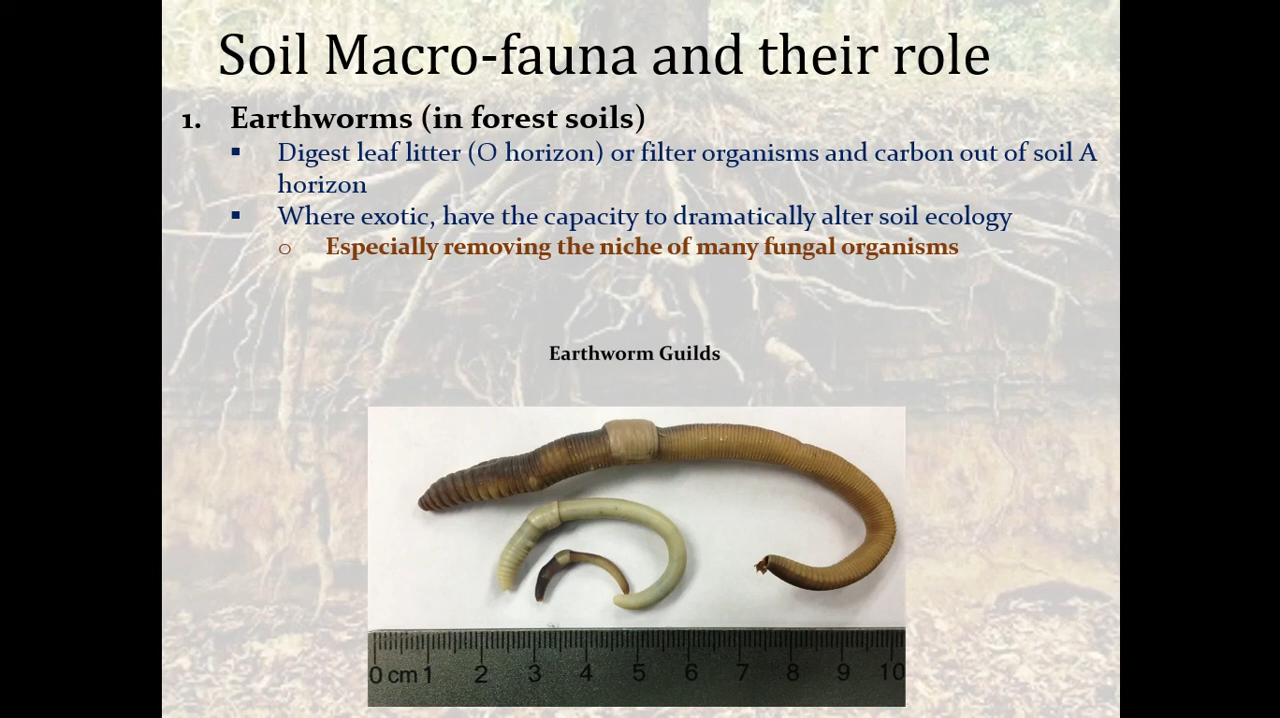 Soil Macro-fauna and their role
1. Earthworms (in forest soils)
▪ Digest leaf litter (O horizon) or filter organisms and carbon out of soil A
horizon
▪ Where exotic, have the capacity to dramatically alter soil ecology
o Especially removing the niche of many fungal organisms
Earthworm Guilds
0 cm 1 2 3 4 5 6 7 8 9 10